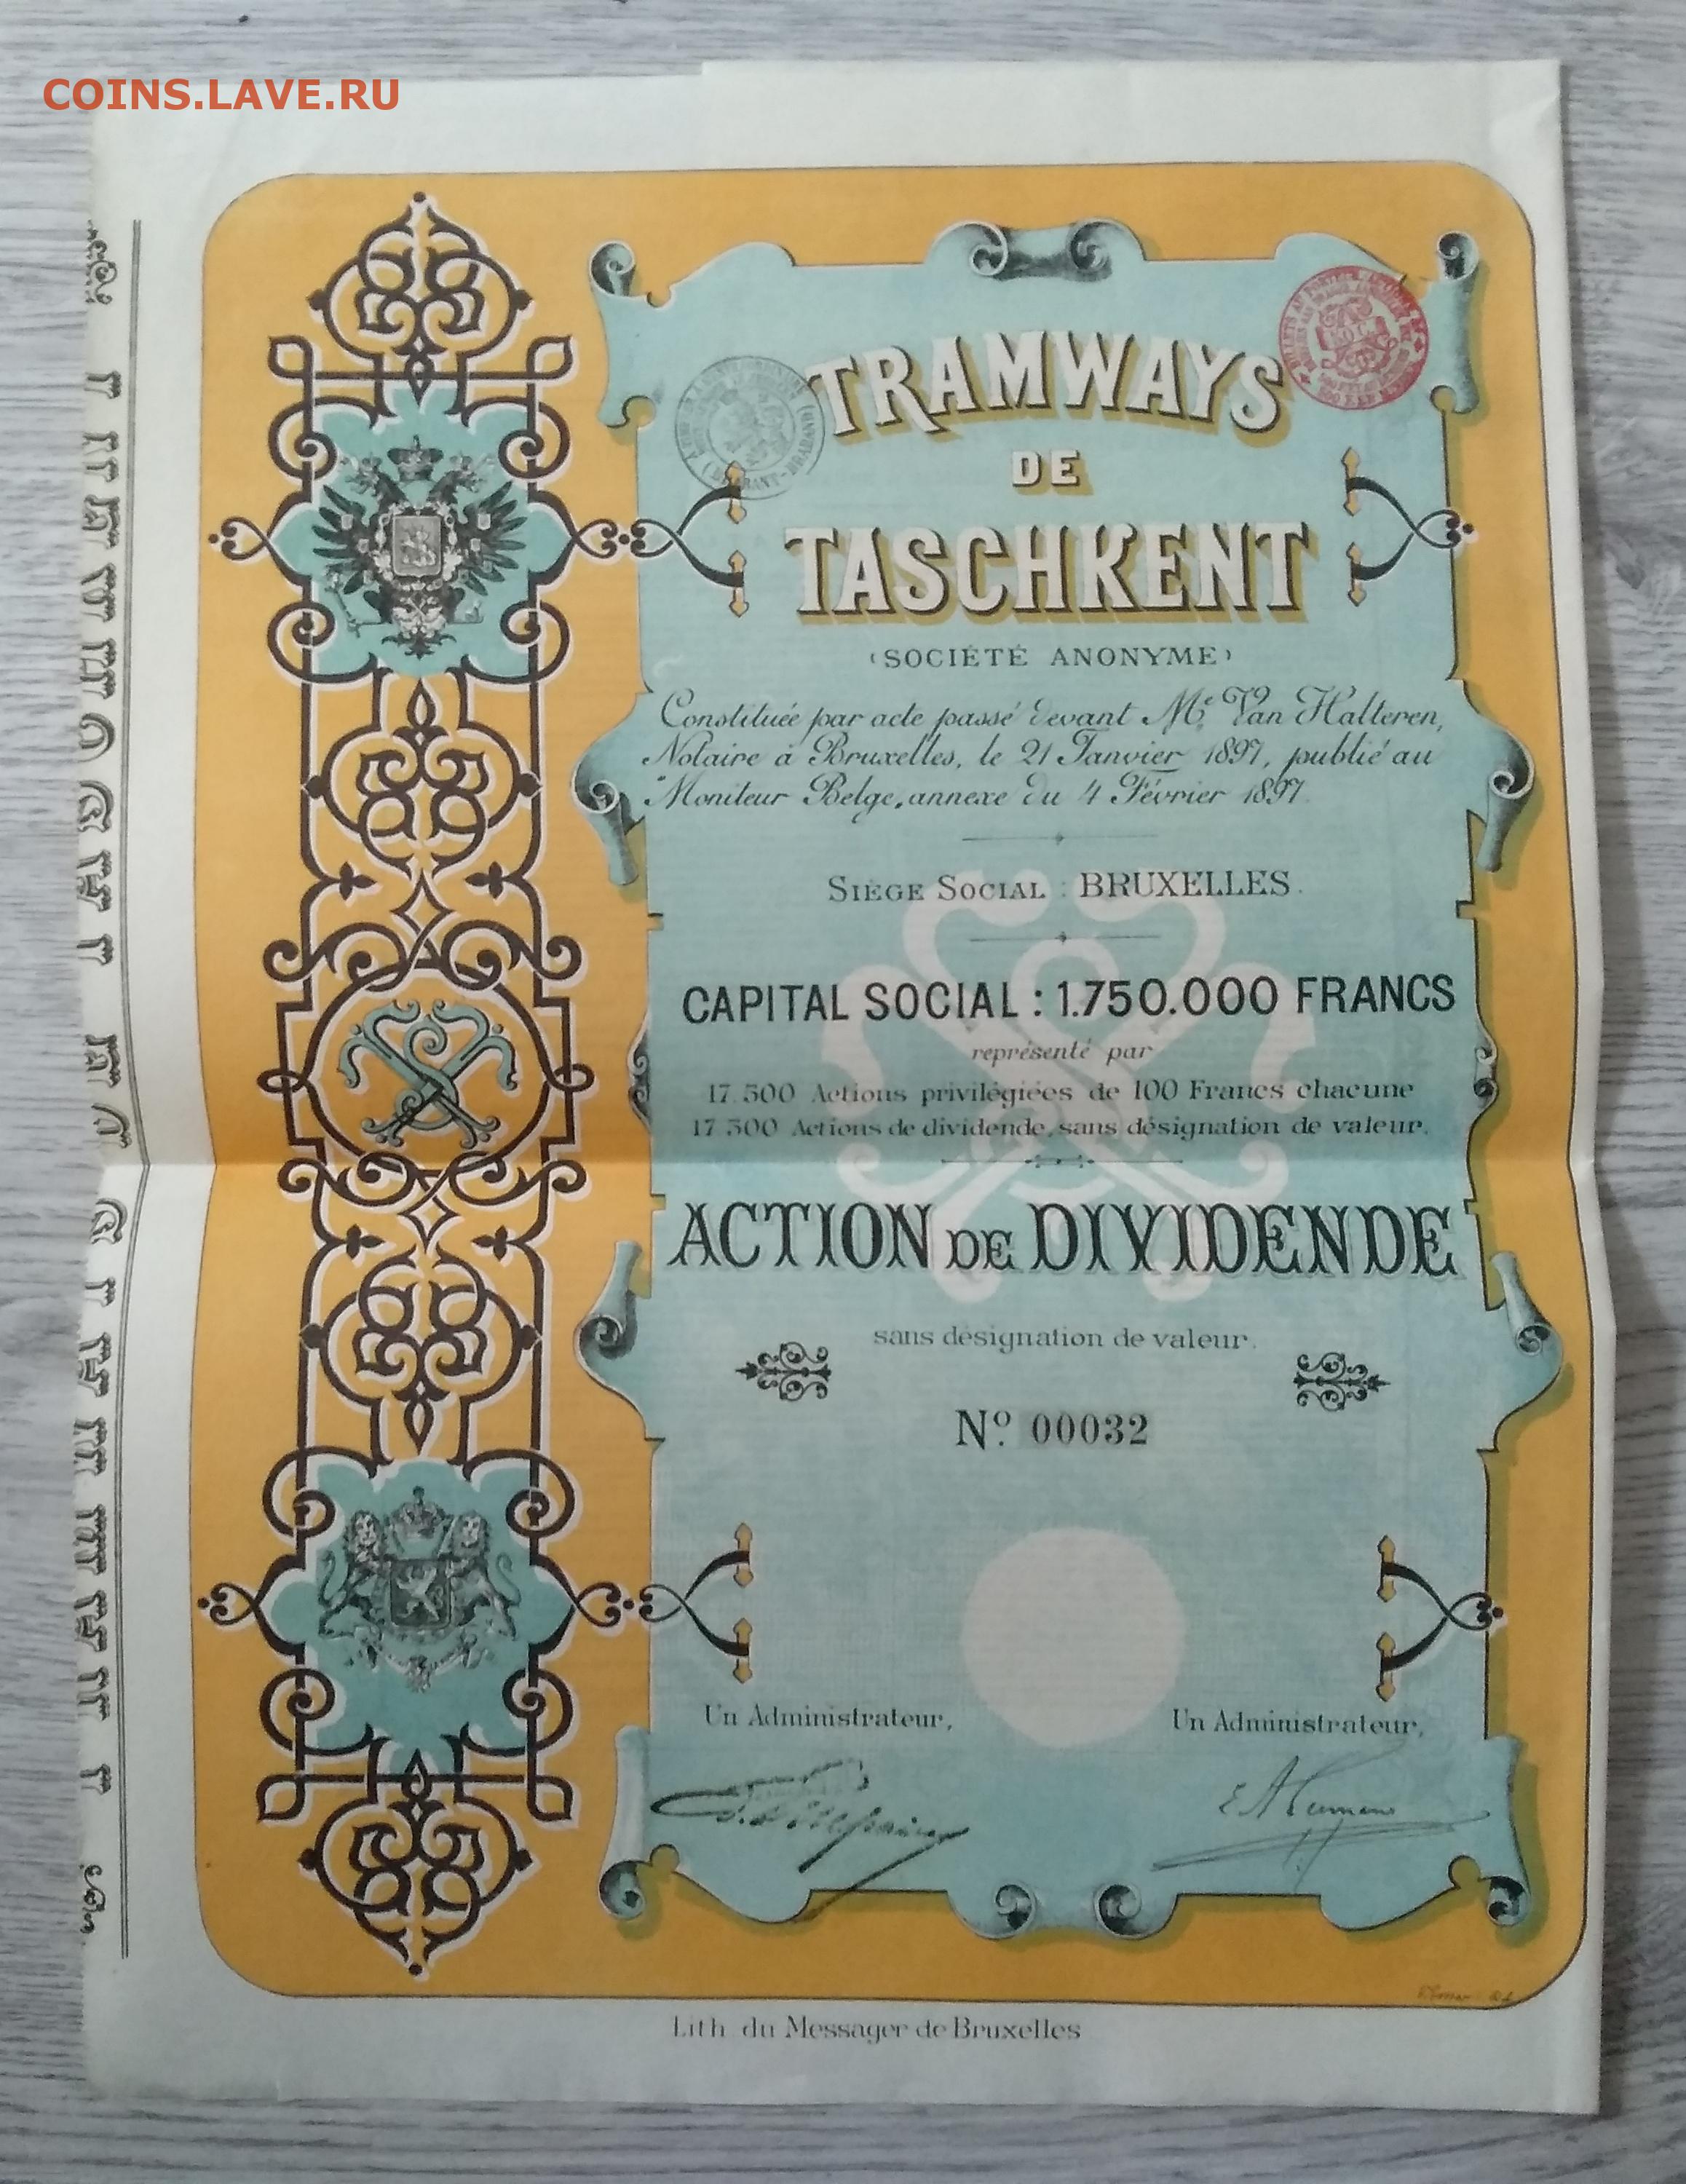 COINS.LAVE.RU
TRAMWAYS
DE
TASCHKENT
(SOCIÉTÉ ANONYME)
Constituée par acte passé devant Me. Van Halteren,
Notaire à Bruxelles, le 21 Janvier 1897, publié au
Moniteur Belge, annexe du 4 Février 1897.
SIÈGE SOCIAL : BRUXELLES.
CAPITAL SOCIAL : 1.750.000 FRANCS
représenté par
17.500 Actions privilégiées de 100 Francs chacune
17.500 Actions de dividende, sans désignation de valeur.
ACTION DE DIVIDENDE
sans désignation de valeur.
No. 00032
Un Administrateur, Un Administrateur,
Lith. du Messager de Bruxelles